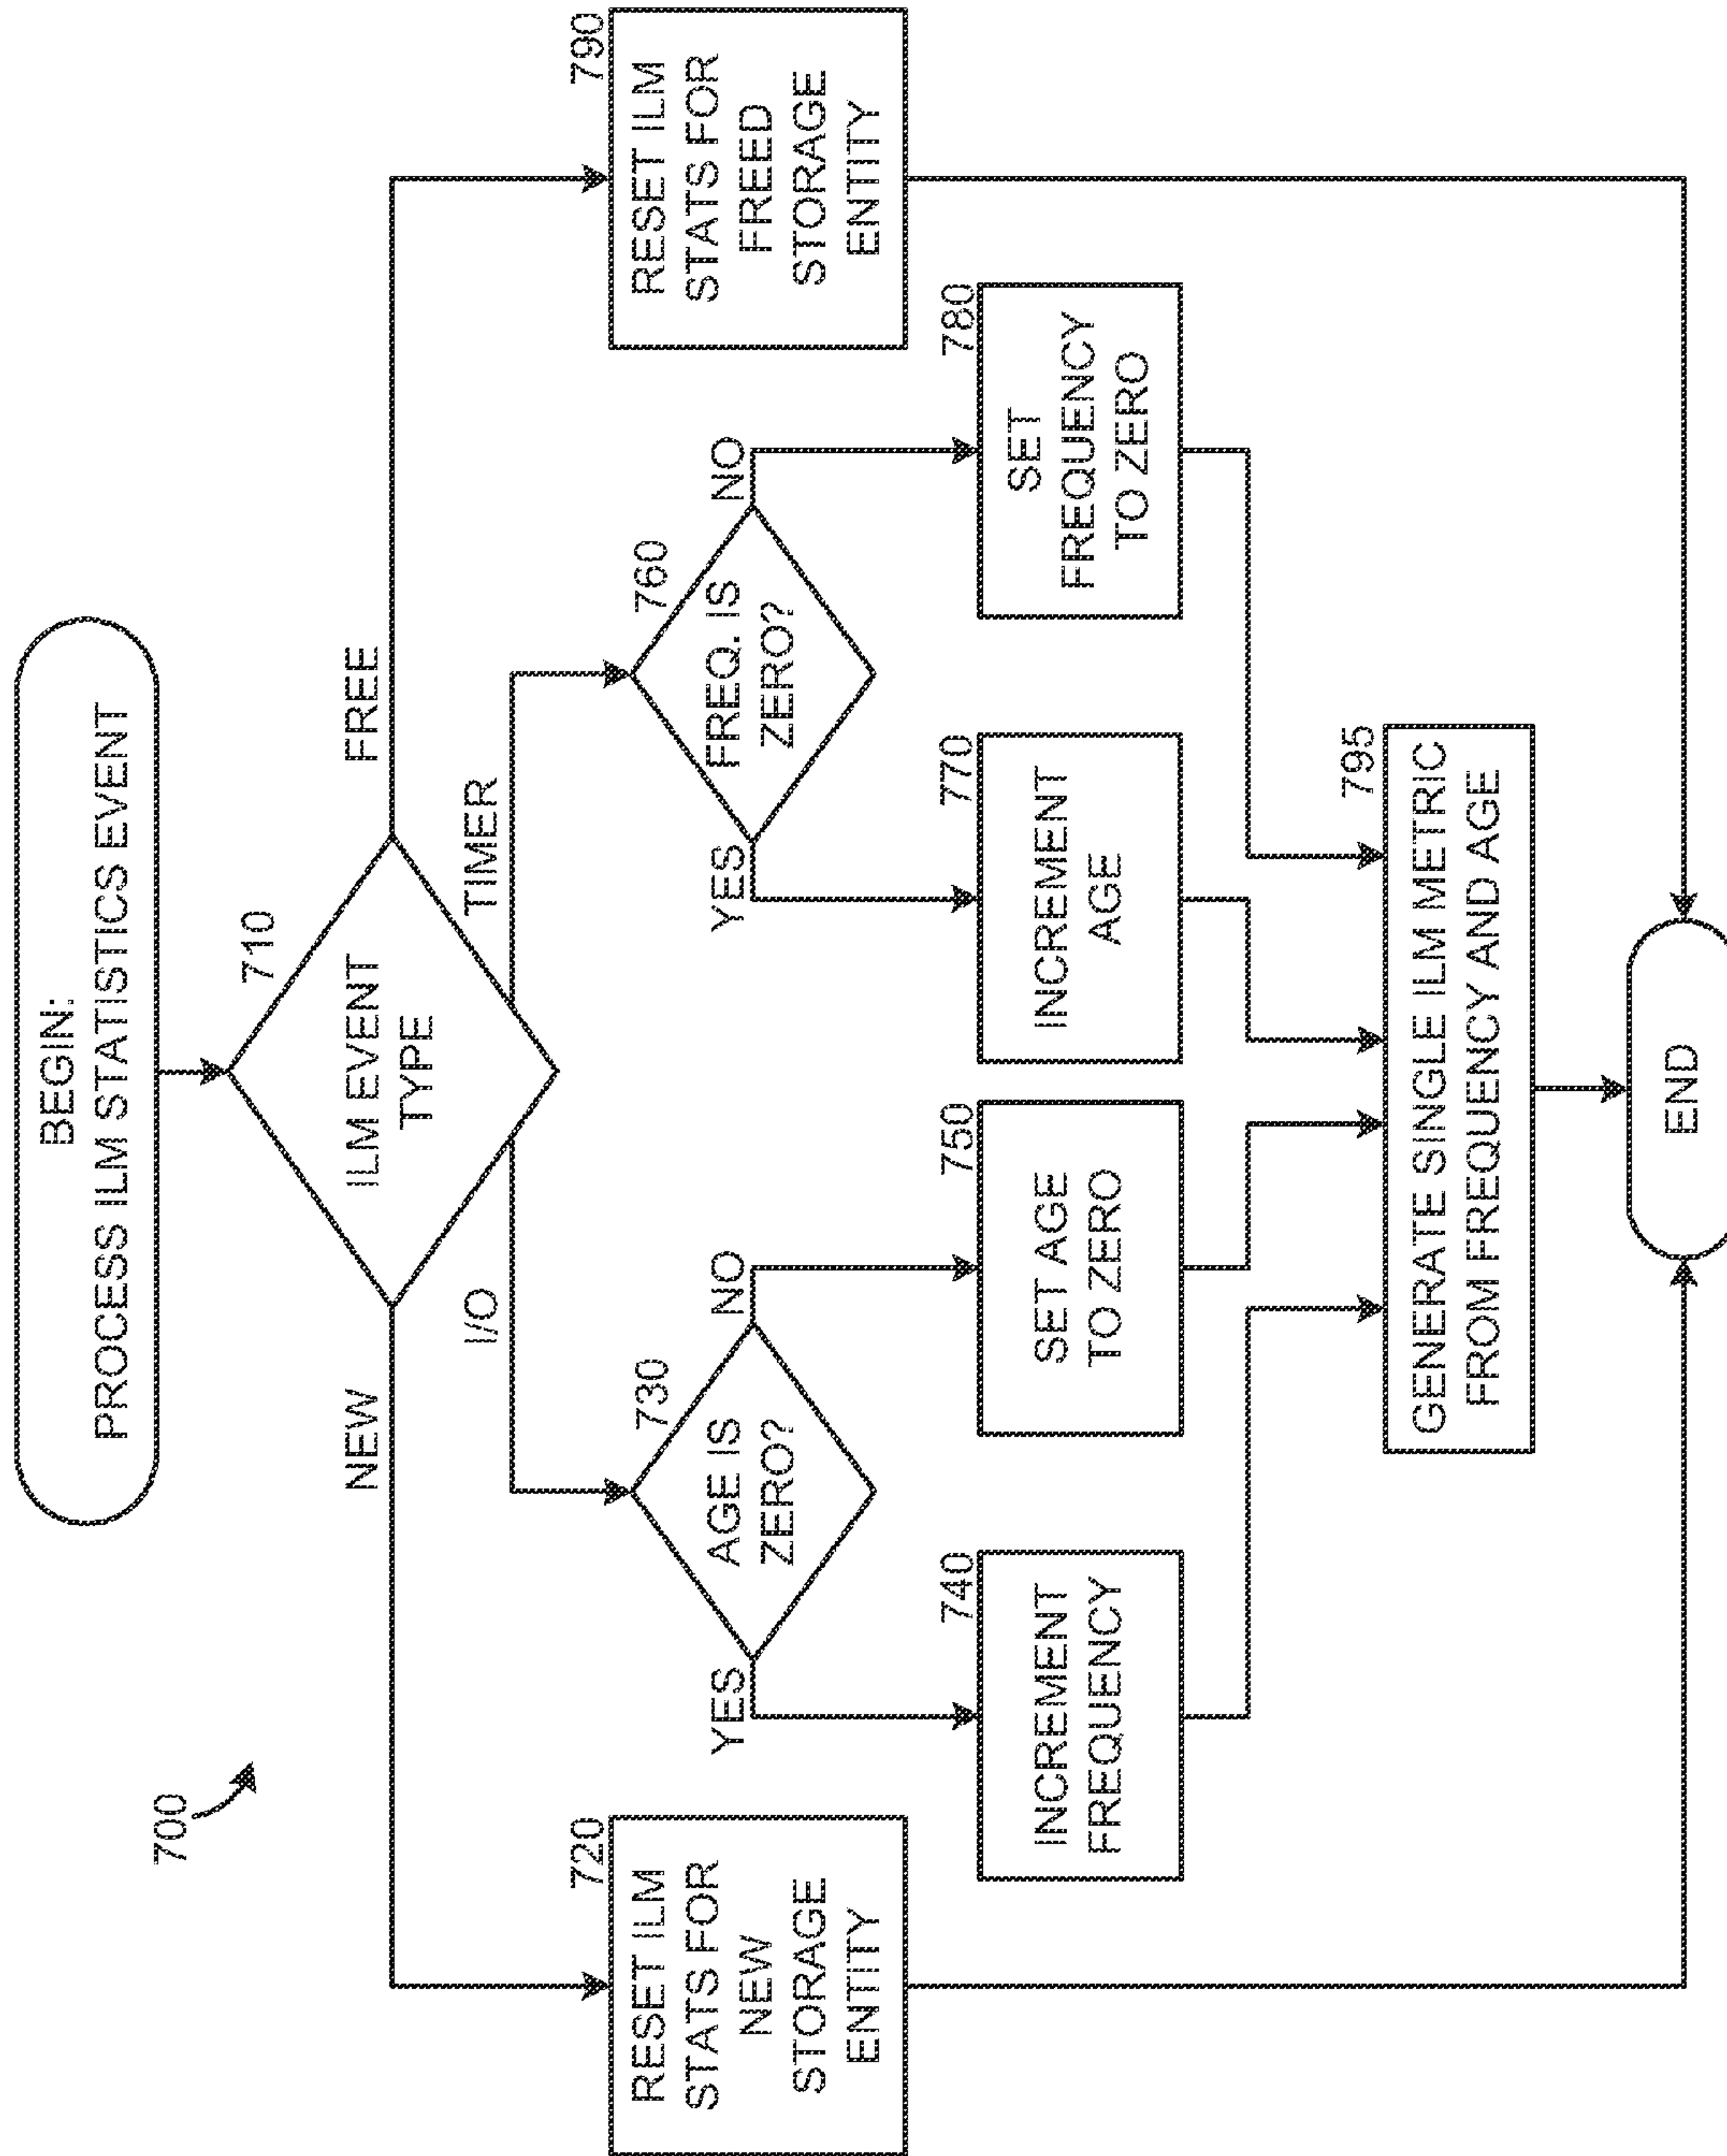 700
BEGIN:
PROCESS ILM STATISTICS EVENT
710
ILM EVENT
TYPE
NEW
I/O
TIMER
FREE
720
RESET ILM
STATS FOR
NEW
STORAGE
ENTITY
730
AGE IS
ZERO?
YES
NO
760
FREQ. IS
ZERO?
YES
NO
790
RESET ILM
STATS FOR
FREED
STORAGE
ENTITY
740
INCREMENT
FREQUENCY
750
SET AGE
TO ZERO
770
INCREMENT
AGE
780
SET
FREQUENCY
TO ZERO
795
GENERATE SINGLE ILM METRIC
FROM FREQUENCY AND AGE
END